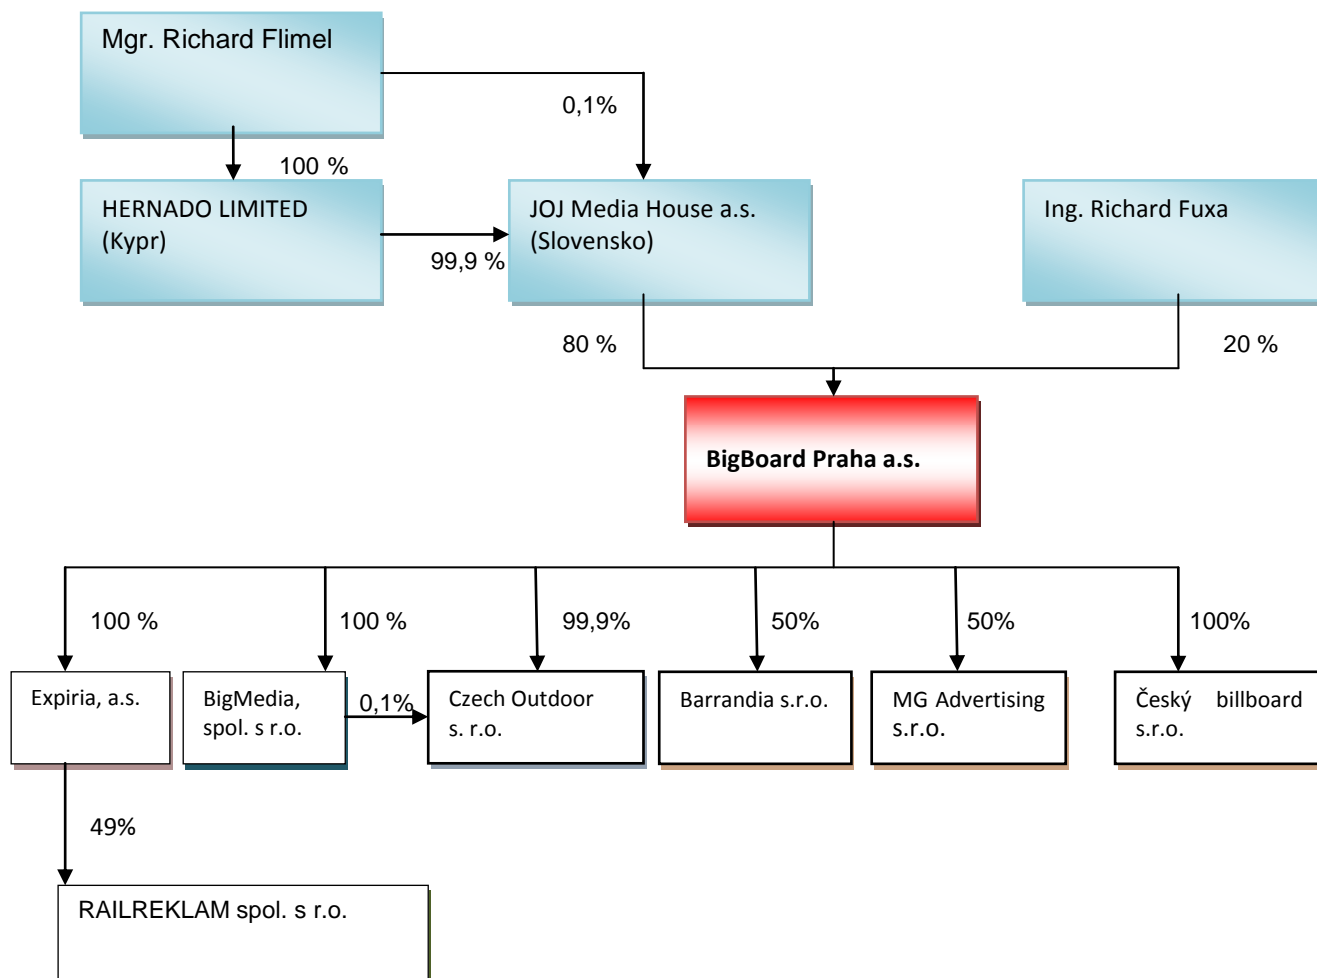 Mgr. Richard Flimel
0,1%
100 %
HERNADO LIMITED
(Kypr)
99,9 %
JOJ Media House a.s.
(Slovensko)
Ing. Richard Fuxa
80 %
20 %
BigBoard Praha a.s.
100 %
100 %
99,9%
50%
50%
100%
Expiria, a.s.
BigMedia,
spol. s r.o.
0,1%
Czech Outdoor
s. r.o.
Barrandia s.r.o.
MG Advertising
s.r.o.
Český billboard
s.r.o.
49%
RAILREKLAM spol. s r.o.